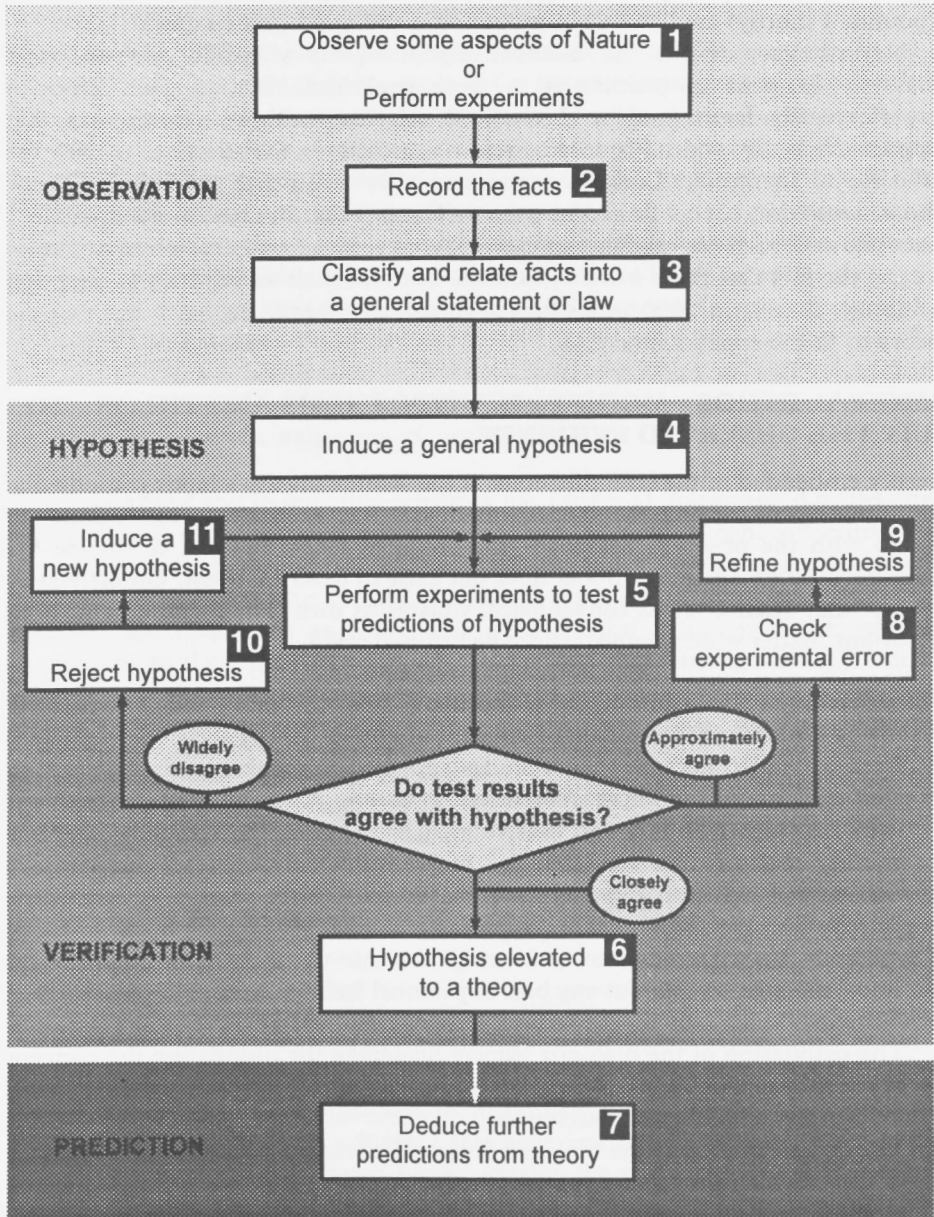 Observe some aspects of Nature 1
or
Perform experiments
OBSERVATION
Record the facts 2
Classify and relate facts into 3
a general statement or law
HYPOTHESIS
Induce a general hypothesis 4
Induce a 11
new hypothesis
9
Refine hypothesis
Perform experiments to test 5
predictions of hypothesis
10
Reject hypothesis
Check 8
experimental error
Widely
disagree
Approximately
agree
Do test results
agree with hypothesis?
Closely
agree
VERIFICATION
Hypothesis elevated 6
to a theory
PREDICTION
Deduce further 7
predictions from theory